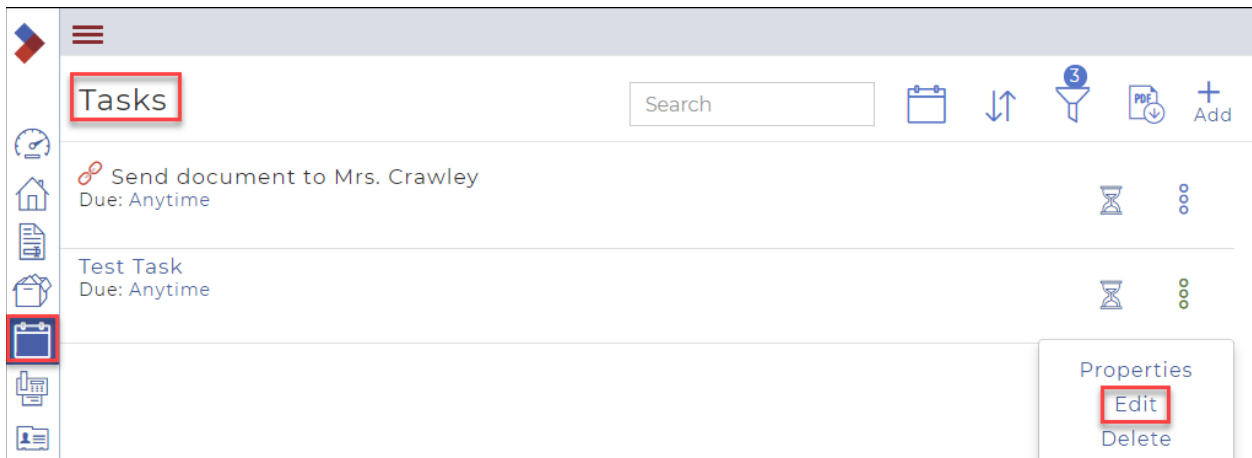 3
Tasks
Search
PDF
Add
Send document to Mrs. Crawley
Due: Anytime
Test Task
Due: Anytime
Properties
Edit
Delete